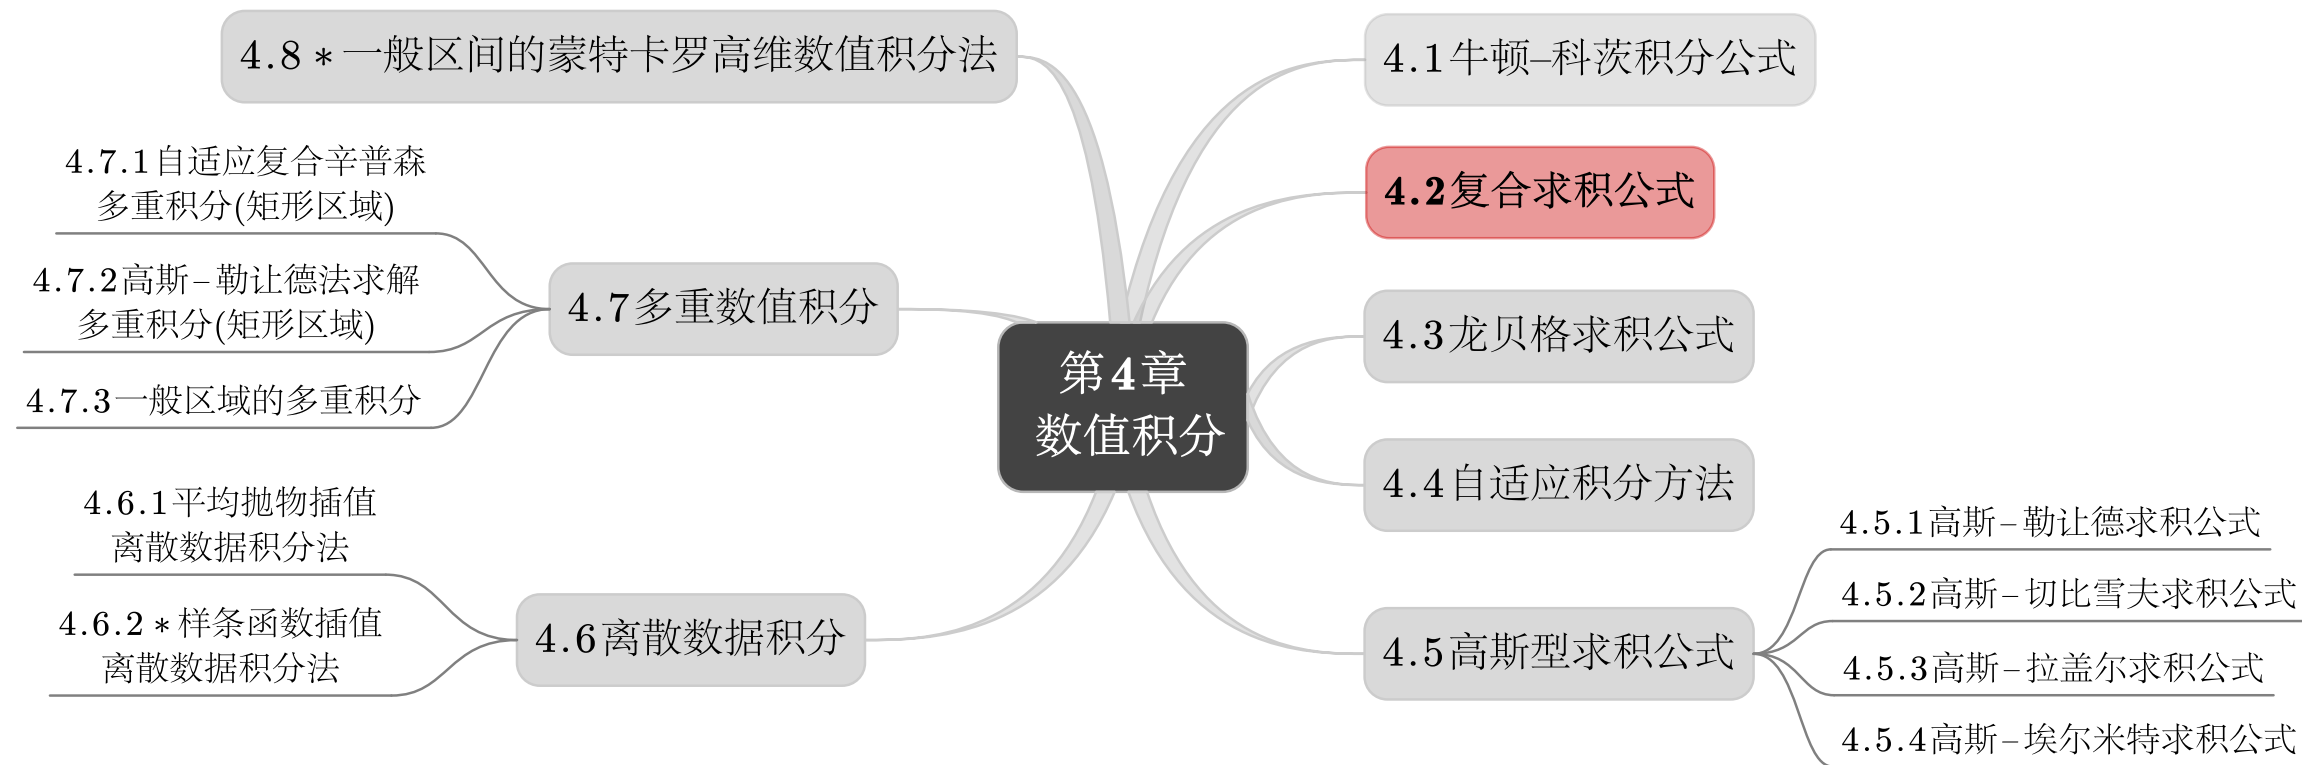 第4章
数值积分
4.1牛顿–科茨积分公式
4.2复合求积公式
4.3龙贝格求积公式
4.4自适应积分方法
4.5高斯型求积公式
4.5.1高斯–勒让德求积公式
4.5.2高斯–切比雪夫求积公式
4.5.3高斯–拉盖尔求积公式
4.5.4高斯–埃尔米特求积公式
4.6离散数据积分
4.6.1平均抛物插值
离散数据积分法
4.6.2*样条函数插值
离散数据积分法
4.7多重数值积分
4.7.1自适应复合辛普森
多重积分(矩形区域)
4.7.2高斯–勒让德法求解
多重积分(矩形区域)
4.7.3一般区域的多重积分
4.8*一般区间的蒙特卡罗高维数值积分法